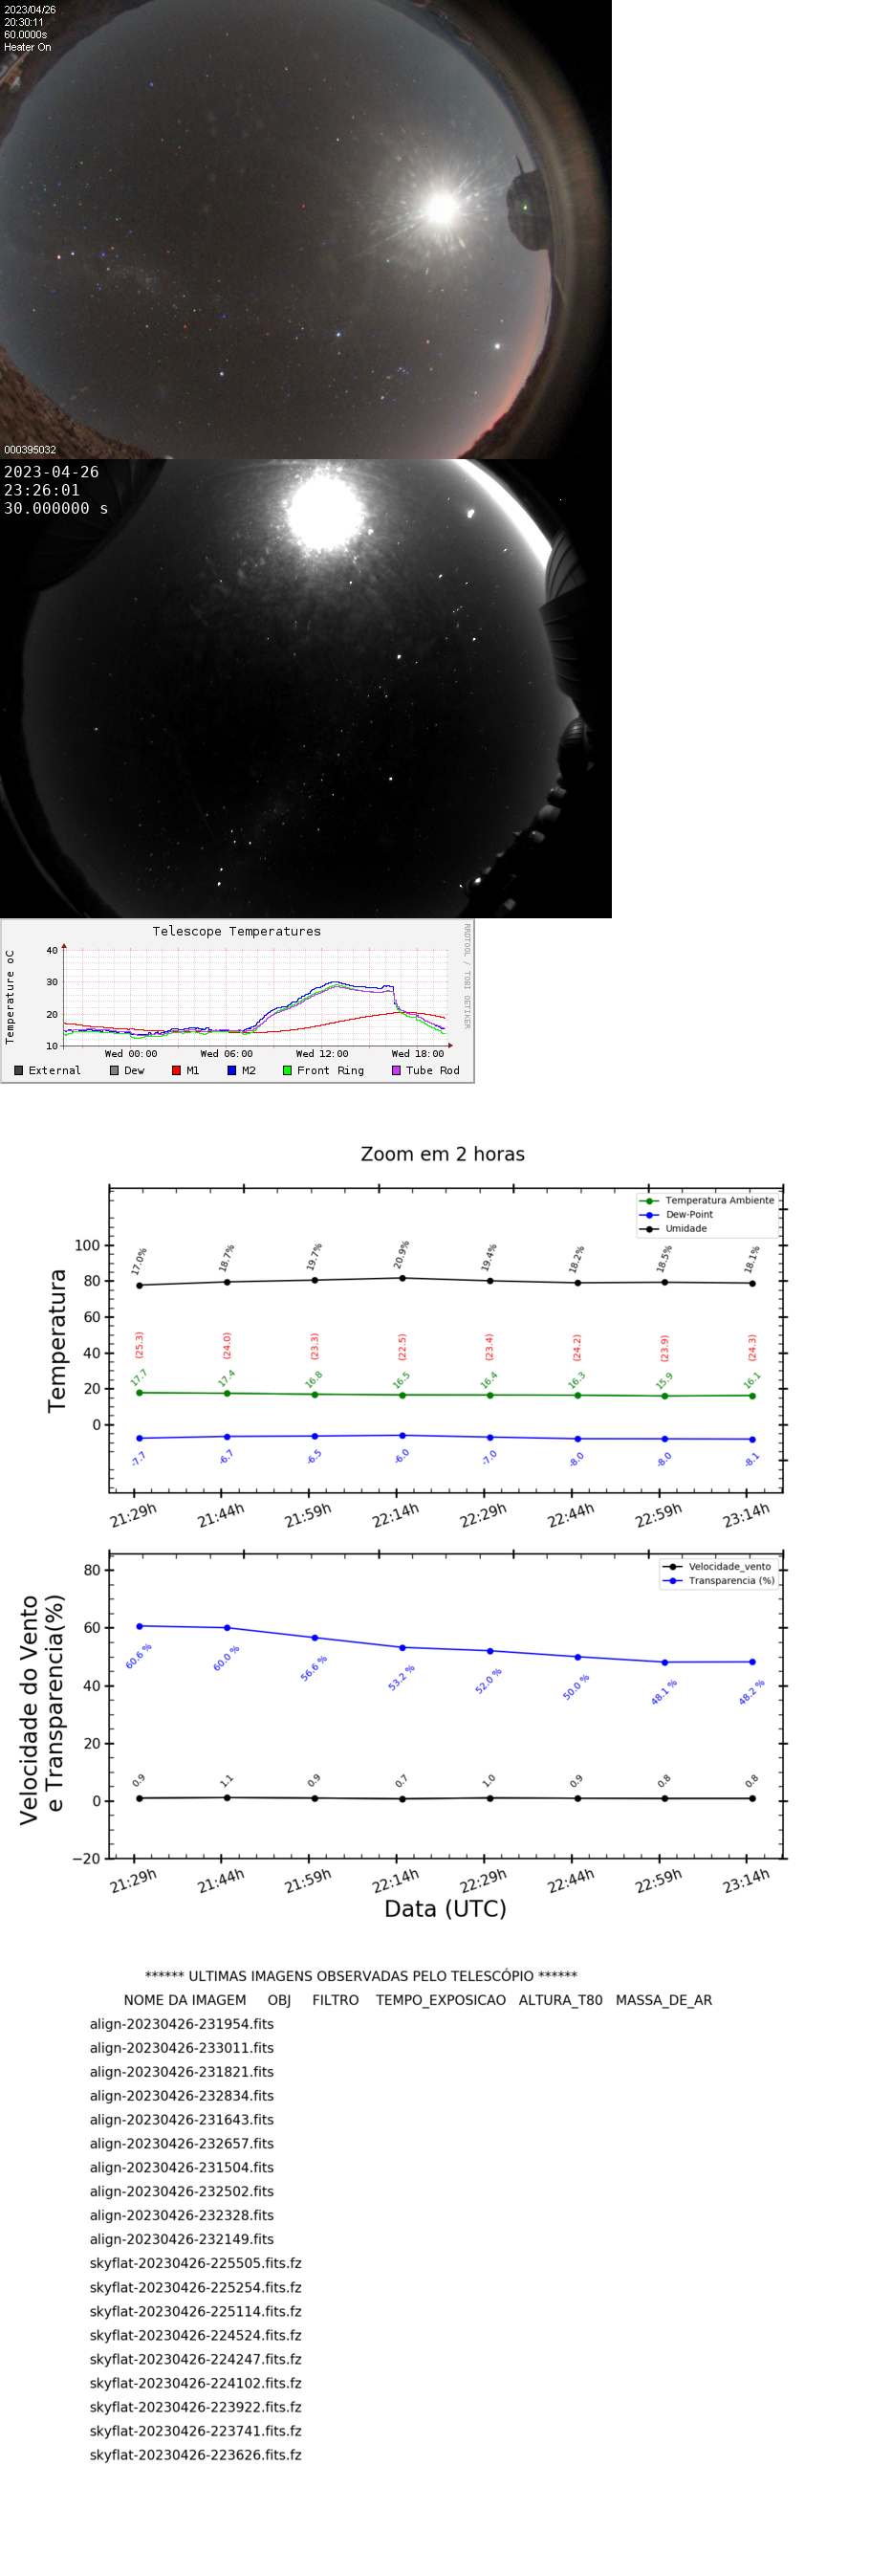 2023/04/26
20:30:11
60.0000s
Heater On
000395032
2023-04-26
23:26:01
30.000000 s
Telescope Temperatures
RRDTOOL / TOBI OETIKER
Temperature oC
40
30
20
10
Wed 00:00 Wed 06:00 Wed 12:00 Wed 18:00
External Dew M1 M2 Front Ring Tube Rod
Zoom em 2 horas
Temperatura Ambiente
Dew-Point
Umidade
Temperatura
100
80
60
40
20
0
17.0% 18.7% 19.7% 20.9% 19.4% 18.2% 18.5% 18.1%
(25.3) (24.0) (23.3) (22.5) (23.4) (24.2) (23.9) (24.3)
17.7 17.4 16.8 16.5 16.4 16.3 15.9 16.1
-7.7 -6.7 -6.5 -6.0 -7.0 -8.0 -8.0 -8.1
21:29h 21:44h 21:59h 22:14h 22:29h 22:44h 22:59h 23:14h
Velocidade_vento
Transparencia (%)
Velocidade do Vento
e Transparencia(%)
80
60
40
20
0
−20
60.6 % 60.0 % 56.6 % 53.2 % 52.0 % 50.0 % 48.1 % 48.2 %
0.9 1.1 0.9 0.7 1.0 0.9 0.8 0.8
21:29h 21:44h 21:59h 22:14h 22:29h 22:44h 22:59h 23:14h
Data (UTC)
****** ULTIMAS IMAGENS OBSERVADAS PELO TELESCÓPIO ******
NOME DA IMAGEM OBJ FILTRO TEMPO_EXPOSICAO ALTURA_T80 MASSA_DE_AR
align-20230426-231954.fits
align-20230426-233011.fits
align-20230426-231821.fits
align-20230426-232834.fits
align-20230426-231643.fits
align-20230426-232657.fits
align-20230426-231504.fits
align-20230426-232502.fits
align-20230426-232328.fits
align-20230426-232149.fits
skyflat-20230426-225505.fits.fz
skyflat-20230426-225254.fits.fz
skyflat-20230426-225114.fits.fz
skyflat-20230426-224524.fits.fz
skyflat-20230426-224247.fits.fz
skyflat-20230426-224102.fits.fz
skyflat-20230426-223922.fits.fz
skyflat-20230426-223741.fits.fz
skyflat-20230426-223626.fits.fz